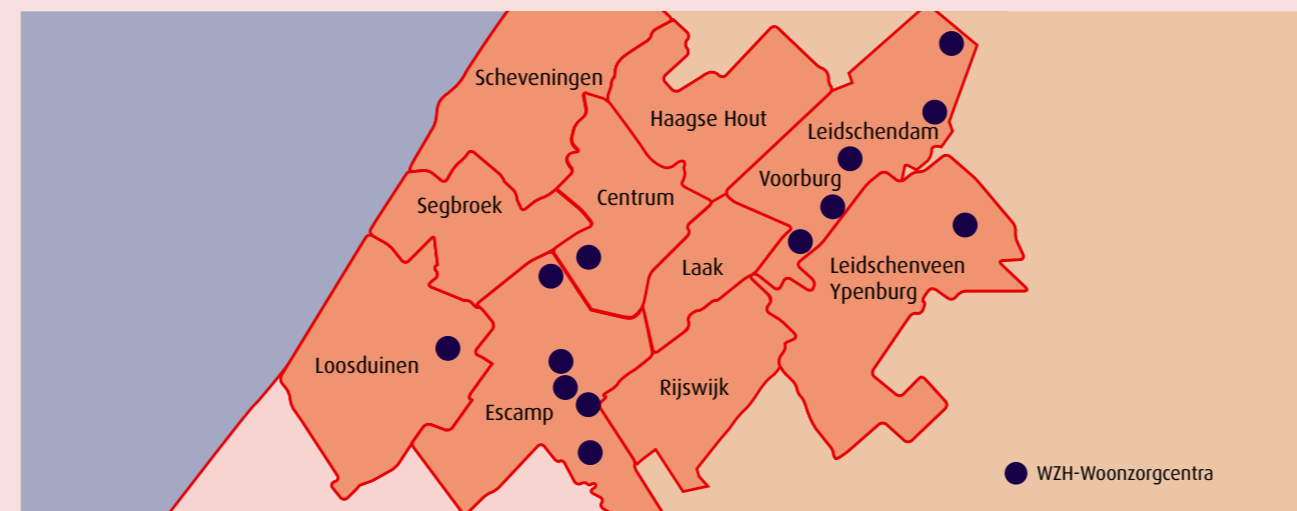 Scheveningen
Haagse Hout
Leidschendam
Voorburg
Centrum
Segbroek
Laak
Leidschenveen
Ypenburg
Loosduinen
Rijswijk
Escamp
WZH-Woonzorgcentra